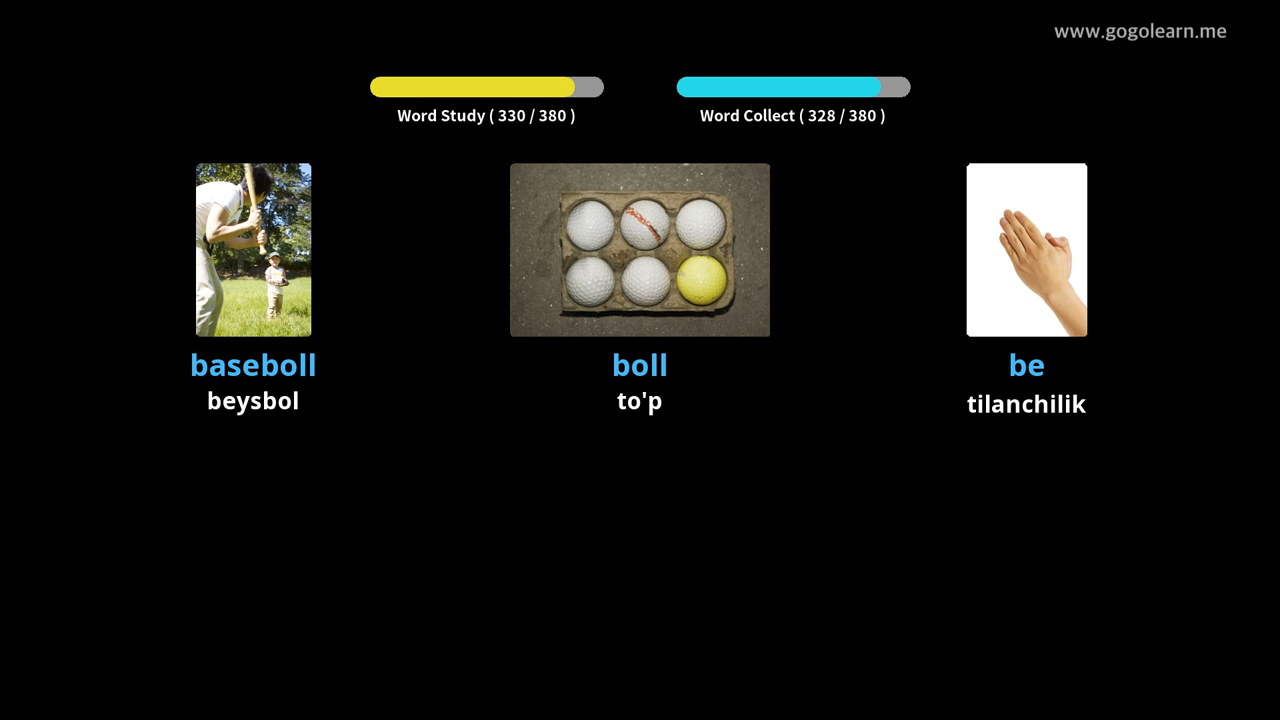 www.gogolearn.me
Word Study ( 330 / 380 )
Word Collect ( 328 / 380 )
baseboll
beysbol
boll
to'p
be
tilanchilik